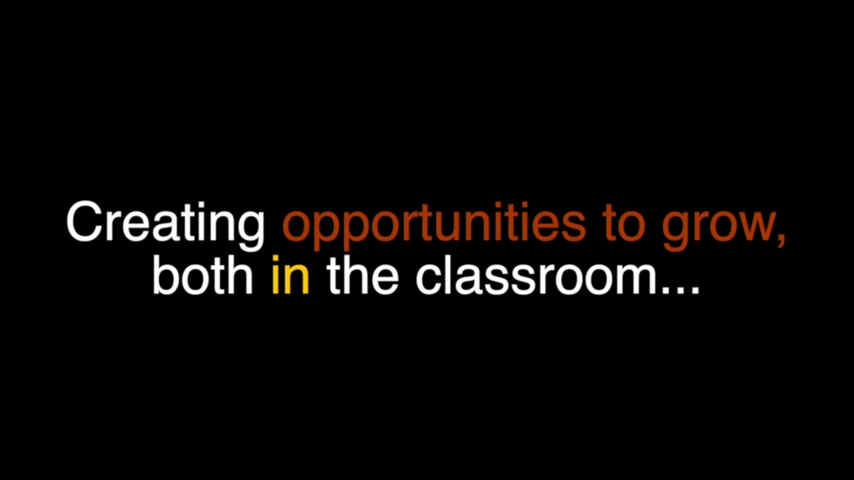 Creating opportunities to grow,
both in the classroom...